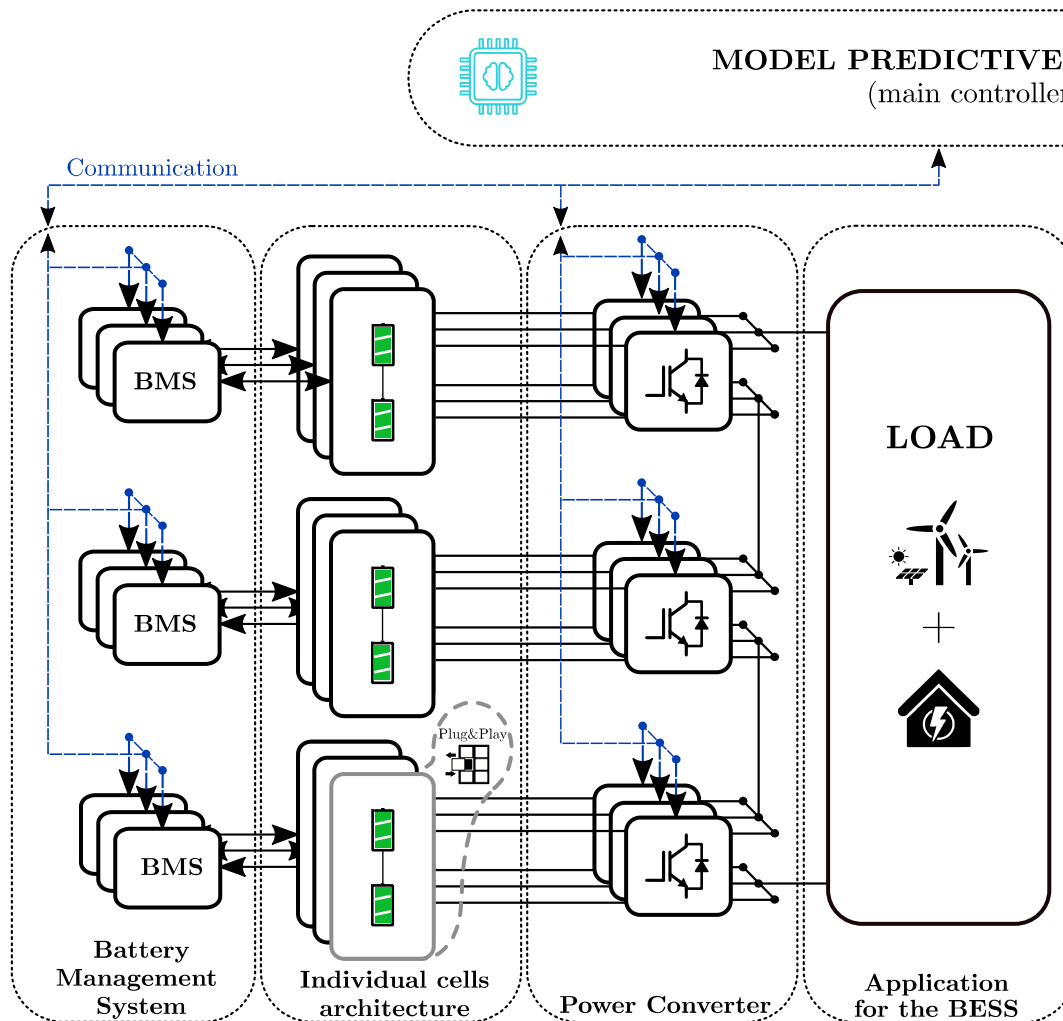 MODEL PREDICTIVE
(main controller
Communication
BMS
LOAD
BMS
Plug&Play
BMS
Battery
Management
System
Individual cells
architecture
Power Converter
Application
for the BESS